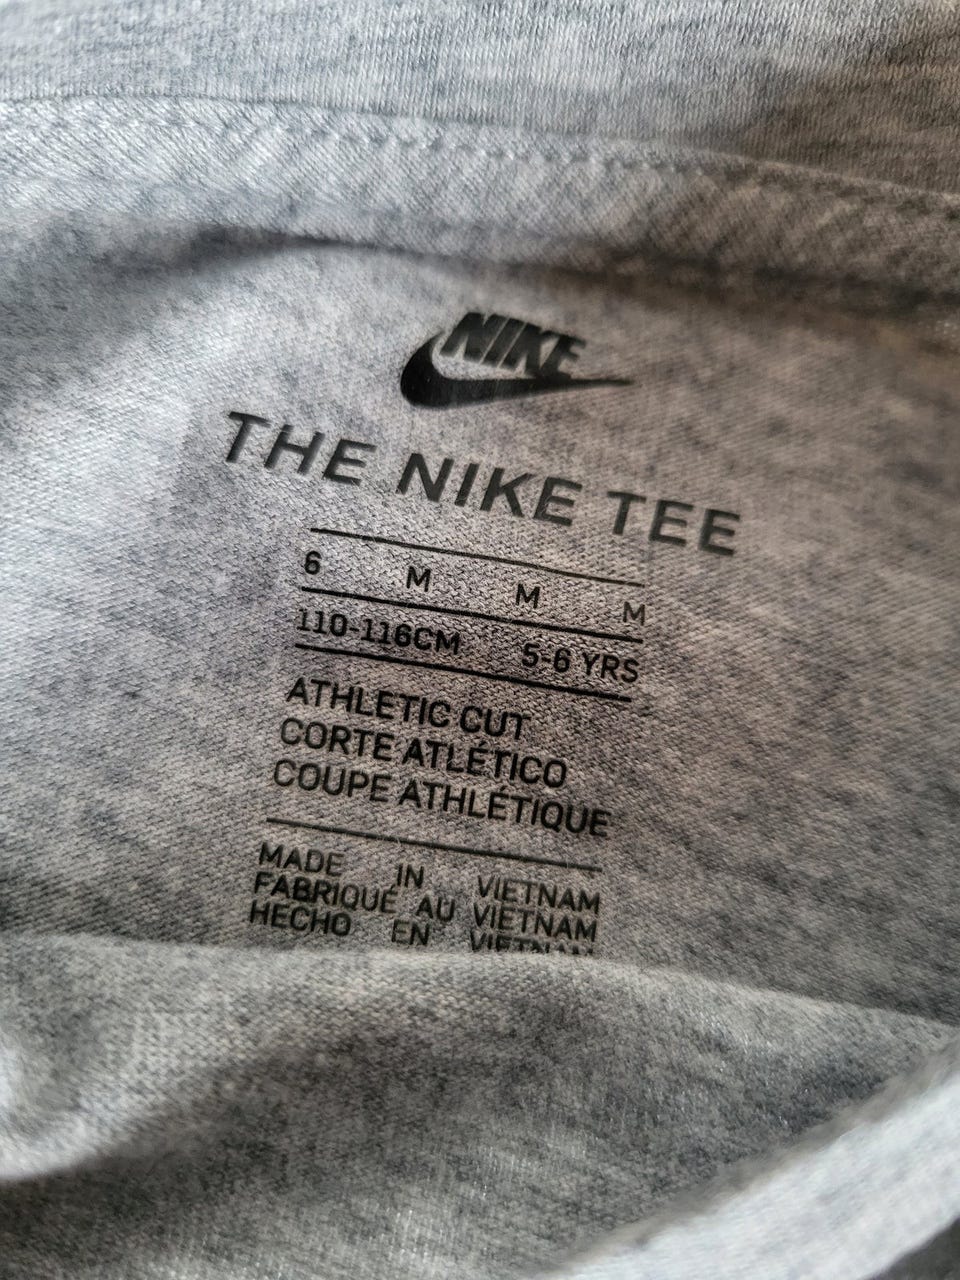 NIKE
THE NIKE TEE
6 M M M
110-116CM 5-6 YRS
ATHLETIC CUT
CORTE ATLÉTICO
COUPE ATHLÉTIQUE
MADE IN VIETNAM
FABRIQUÉ AU VIETNAM
HECHO EN VIETNAM